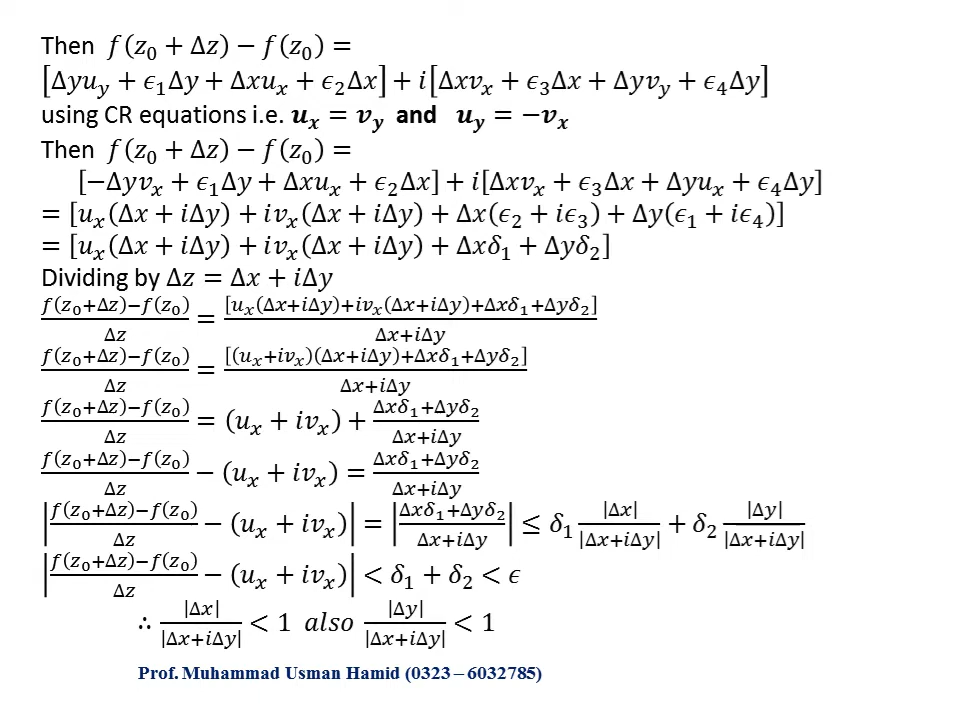 Then f(z₀ + Δz) − f(z₀) =
[Δyu_y + ϵ₁Δy + Δxu_x + ϵ₂Δx] + i[Δxv_x + ϵ₃Δx + Δyv_y + ϵ₄Δy]
using CR equations i.e. u_x = v_y and u_y = −v_x
Then f(z₀ + Δz) − f(z₀) =
[−Δyv_x + ϵ₁Δy + Δxu_x + ϵ₂Δx] + i[Δxv_x + ϵ₃Δx + Δyu_x + ϵ₄Δy]
= [u_x(Δx + iΔy) + iv_x(Δx + iΔy) + Δx(ϵ₂ + iϵ₃) + Δy(ϵ₁ + iϵ₄)]
= [u_x(Δx + iΔy) + iv_x(Δx + iΔy) + Δxδ₁ + Δyδ₂]
Dividing by Δz = Δx + iΔy
(f(z₀+Δz)−f(z₀))/Δz = [u_x(Δx+iΔy)+iv_x(Δx+iΔy)+Δxδ₁+Δyδ₂]/(Δx+iΔy)
(f(z₀+Δz)−f(z₀))/Δz = [(u_x+iv_x)(Δx+iΔy)+Δxδ₁+Δyδ₂]/(Δx+iΔy)
(f(z₀+Δz)−f(z₀))/Δz = (u_x + iv_x) + (Δxδ₁+Δyδ₂)/(Δx+iΔy)
(f(z₀+Δz)−f(z₀))/Δz − (u_x + iv_x) = (Δxδ₁+Δyδ₂)/(Δx+iΔy)
|(f(z₀+Δz)−f(z₀))/Δz − (u_x + iv_x)| = |(Δxδ₁+Δyδ₂)/(Δx+iΔy)| ≤ δ₁ |Δx|/|Δx+iΔy| + δ₂ |Δy|/|Δx+iΔy|
|(f(z₀+Δz)−f(z₀))/Δz − (u_x + iv_x)| < δ₁ + δ₂ < ϵ
∴ |Δx|/|Δx+iΔy| < 1 also |Δy|/|Δx+iΔy| < 1
Prof. Muhammad Usman Hamid (0323 – 6032785)